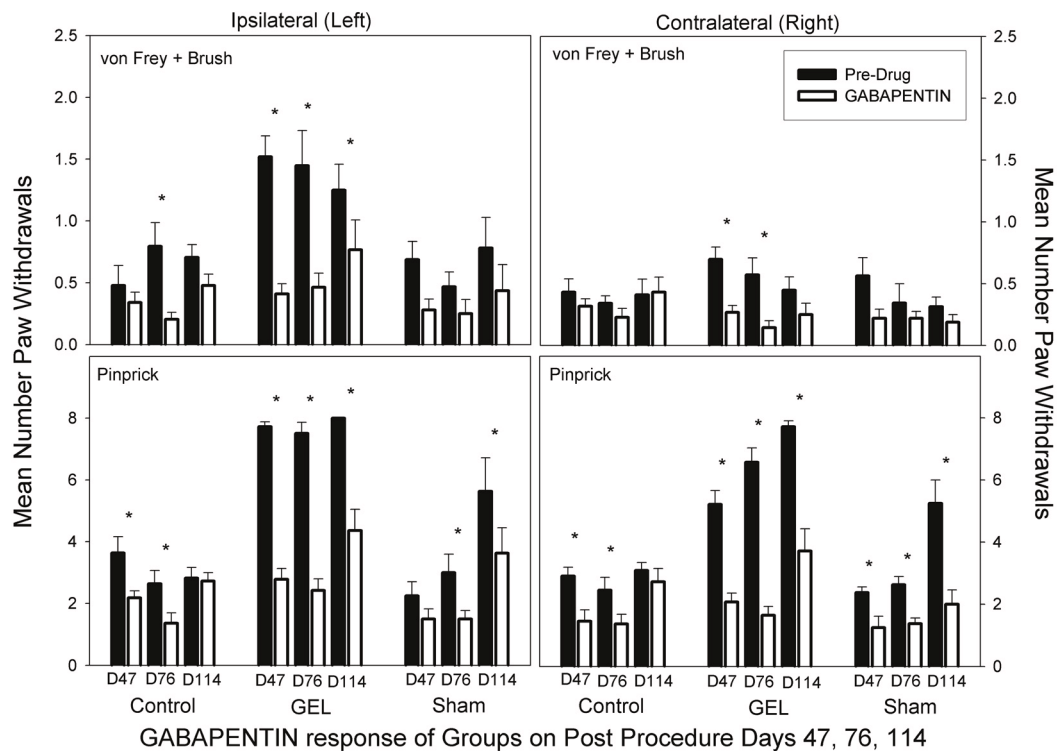 Ipsilateral (Left)
Contralateral (Right)
2.5
2.0
1.5
1.0
0.5
0.0
von Frey + Brush
* * * *
von Frey + Brush
Pre-Drug
GABAPENTIN
* *
2.5
2.0
1.5
1.0
0.5
0.0
Mean Number Paw Withdrawals
Mean Number Paw Withdrawals
8
6
4
2
0
Pinprick
* * * * * * *
Pinprick
* * * * * * * *
8
6
4
2
0
D47 D76 D114 D47 D76 D114 D47 D76 D114
D47 D76 D114 D47 D76 D114 D47 D76 D114
Control GEL Sham
Control GEL Sham
GABAPENTIN response of Groups on Post Procedure Days 47, 76, 114